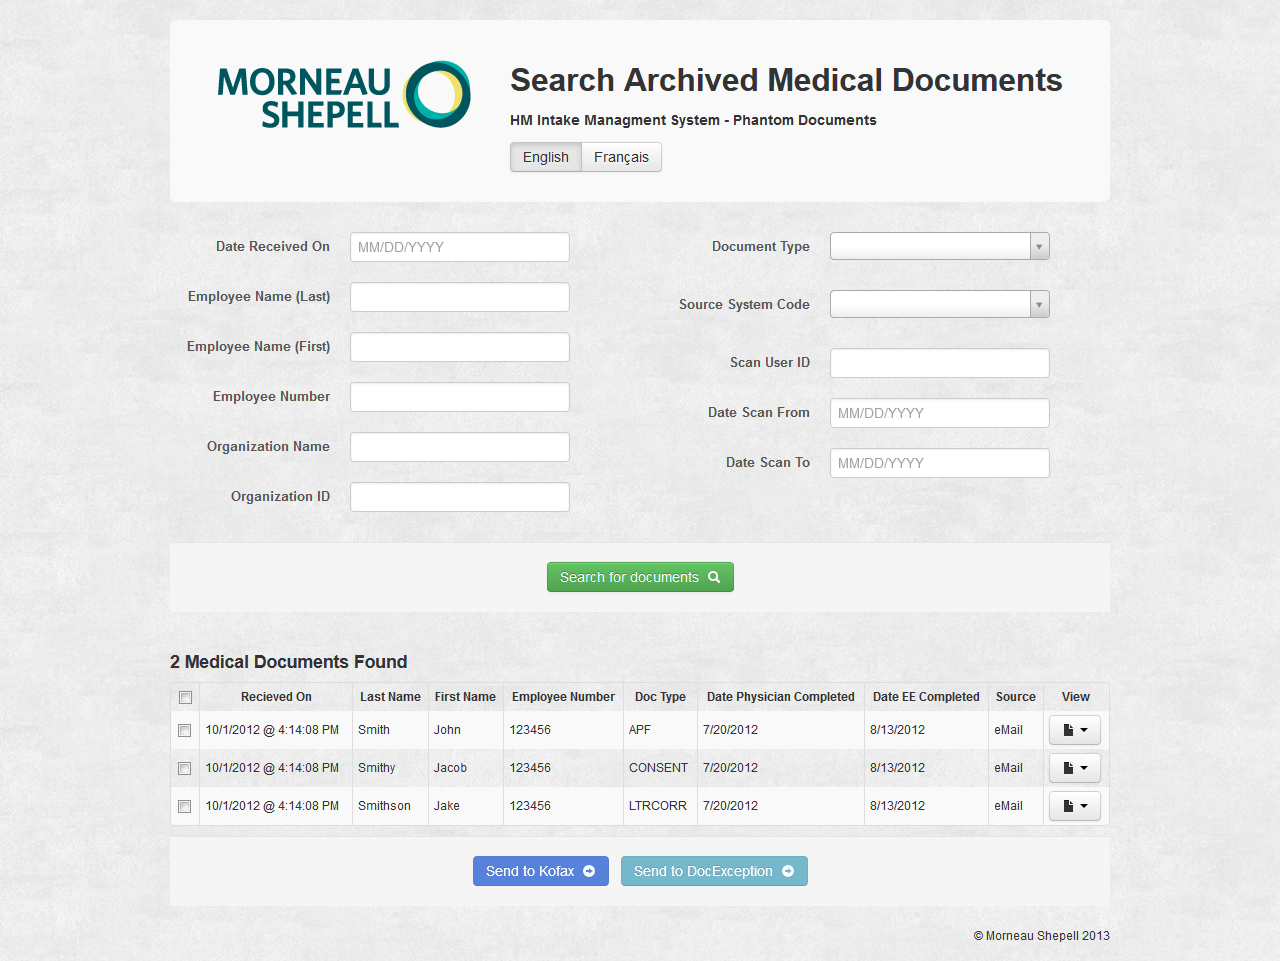 MORNEAU
SHEPELL
Search Archived Medical Documents
HM Intake Managment System - Phantom Documents
English Français
Date Received On MM/DD/YYYY
Employee Name (Last)
Employee Name (First)
Employee Number
Organization Name
Organization ID
Document Type
Source System Code
Scan User ID
Date Scan From MM/DD/YYYY
Date Scan To MM/DD/YYYY
Search for documents
2 Medical Documents Found
Recieved On Last Name First Name Employee Number Doc Type Date Physician Completed Date EE Completed Source View
10/1/2012 @ 4:14:08 PM Smith John 123456 APF 7/20/2012 8/13/2012 eMail
10/1/2012 @ 4:14:08 PM Smithy Jacob 123456 CONSENT 7/20/2012 8/13/2012 eMail
10/1/2012 @ 4:14:08 PM Smithson Jake 123456 LTRCORR 7/20/2012 8/13/2012 eMail
Send to Kofax Send to DocException
© Morneau Shepell 2013